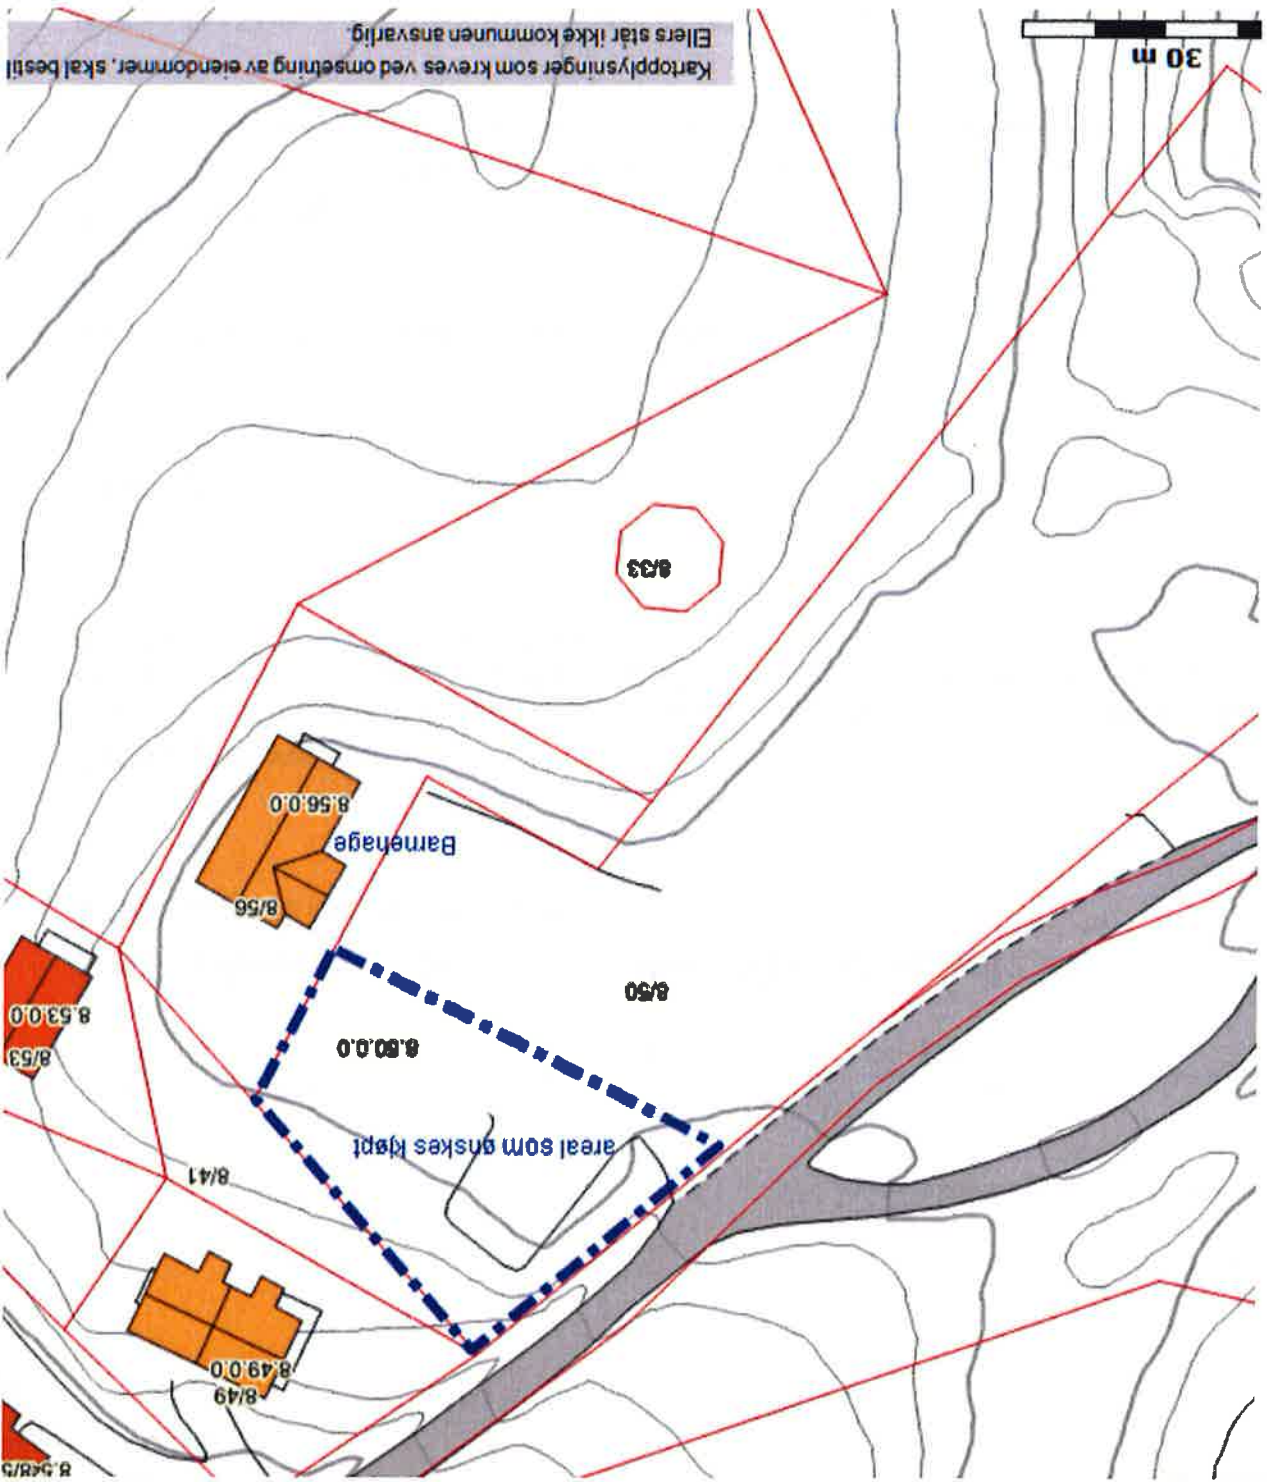 8/49
8.49.0.0
8/41
areal som ønskes kjøpt
8/53
8.50.0.0
8.53.0.0
8/50
8/56
Barnehage
8.56.0.0
8/33
30 m
Kartopplysninger som kreves ved omsetning av eiendommer, skal bestil
Ellers står ikke kommunen ansvarlig.